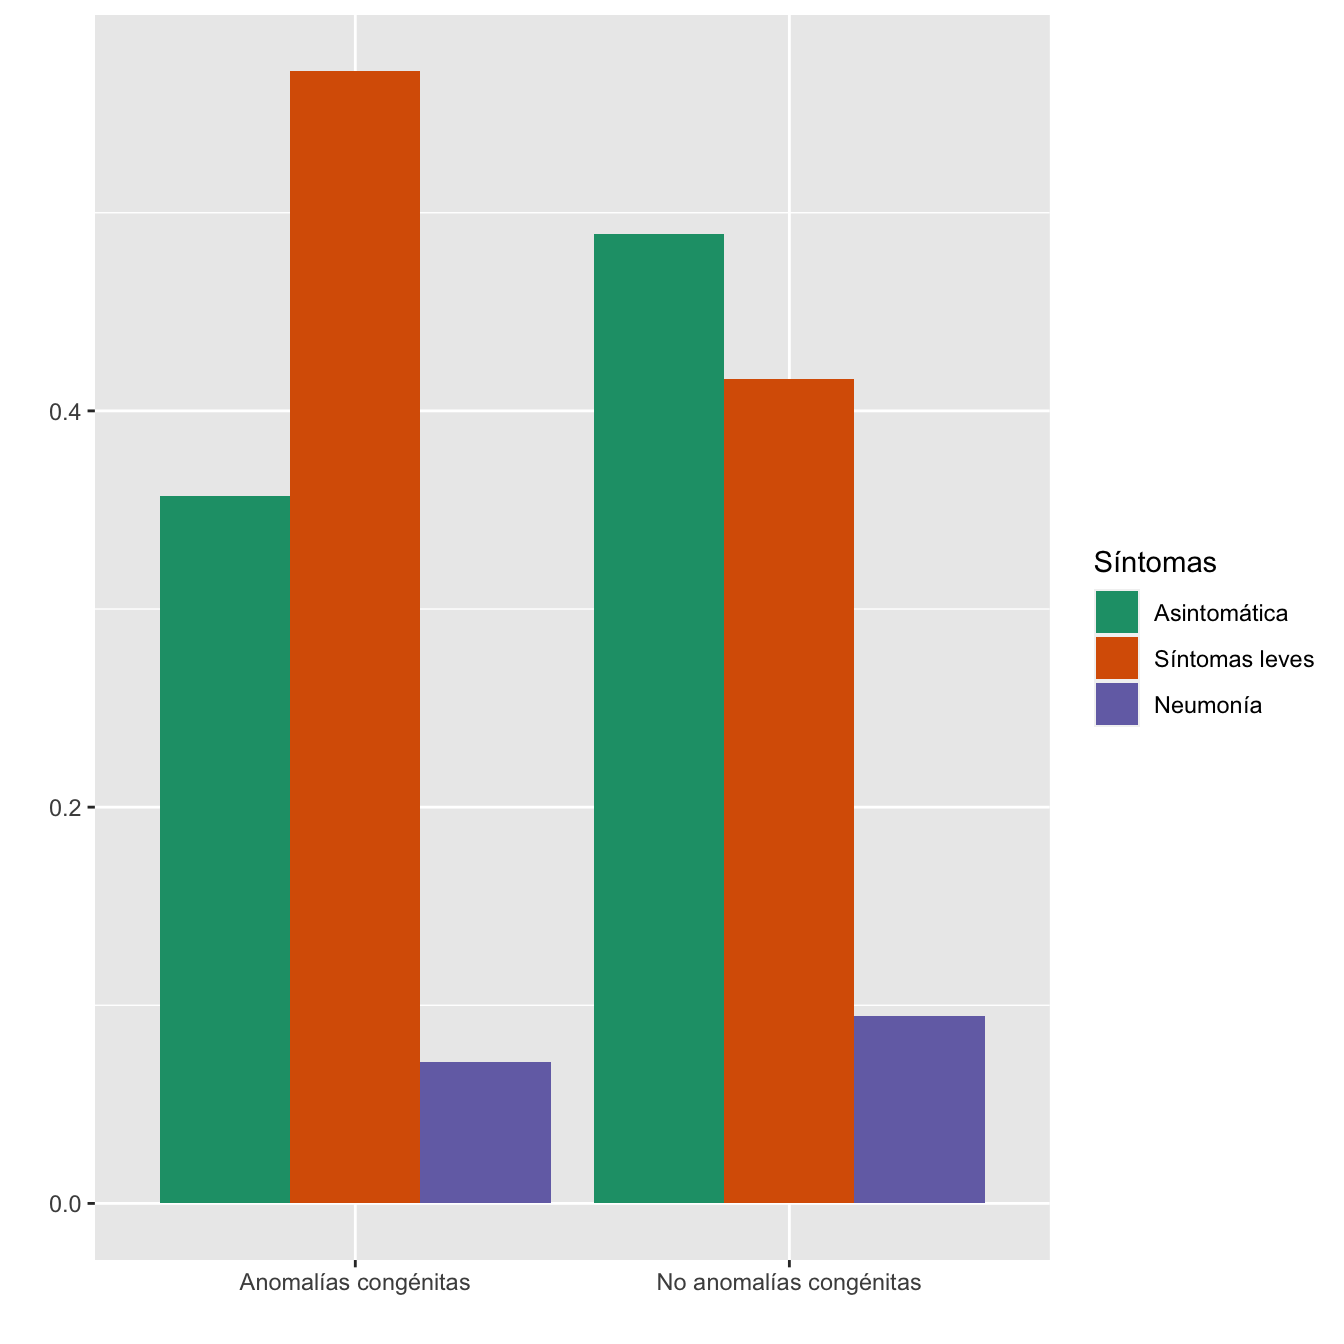 0.4
0.2
0.0
Anomalías congénitas
No anomalías congénitas
Síntomas
Asintomática
Síntomas leves
Neumonía